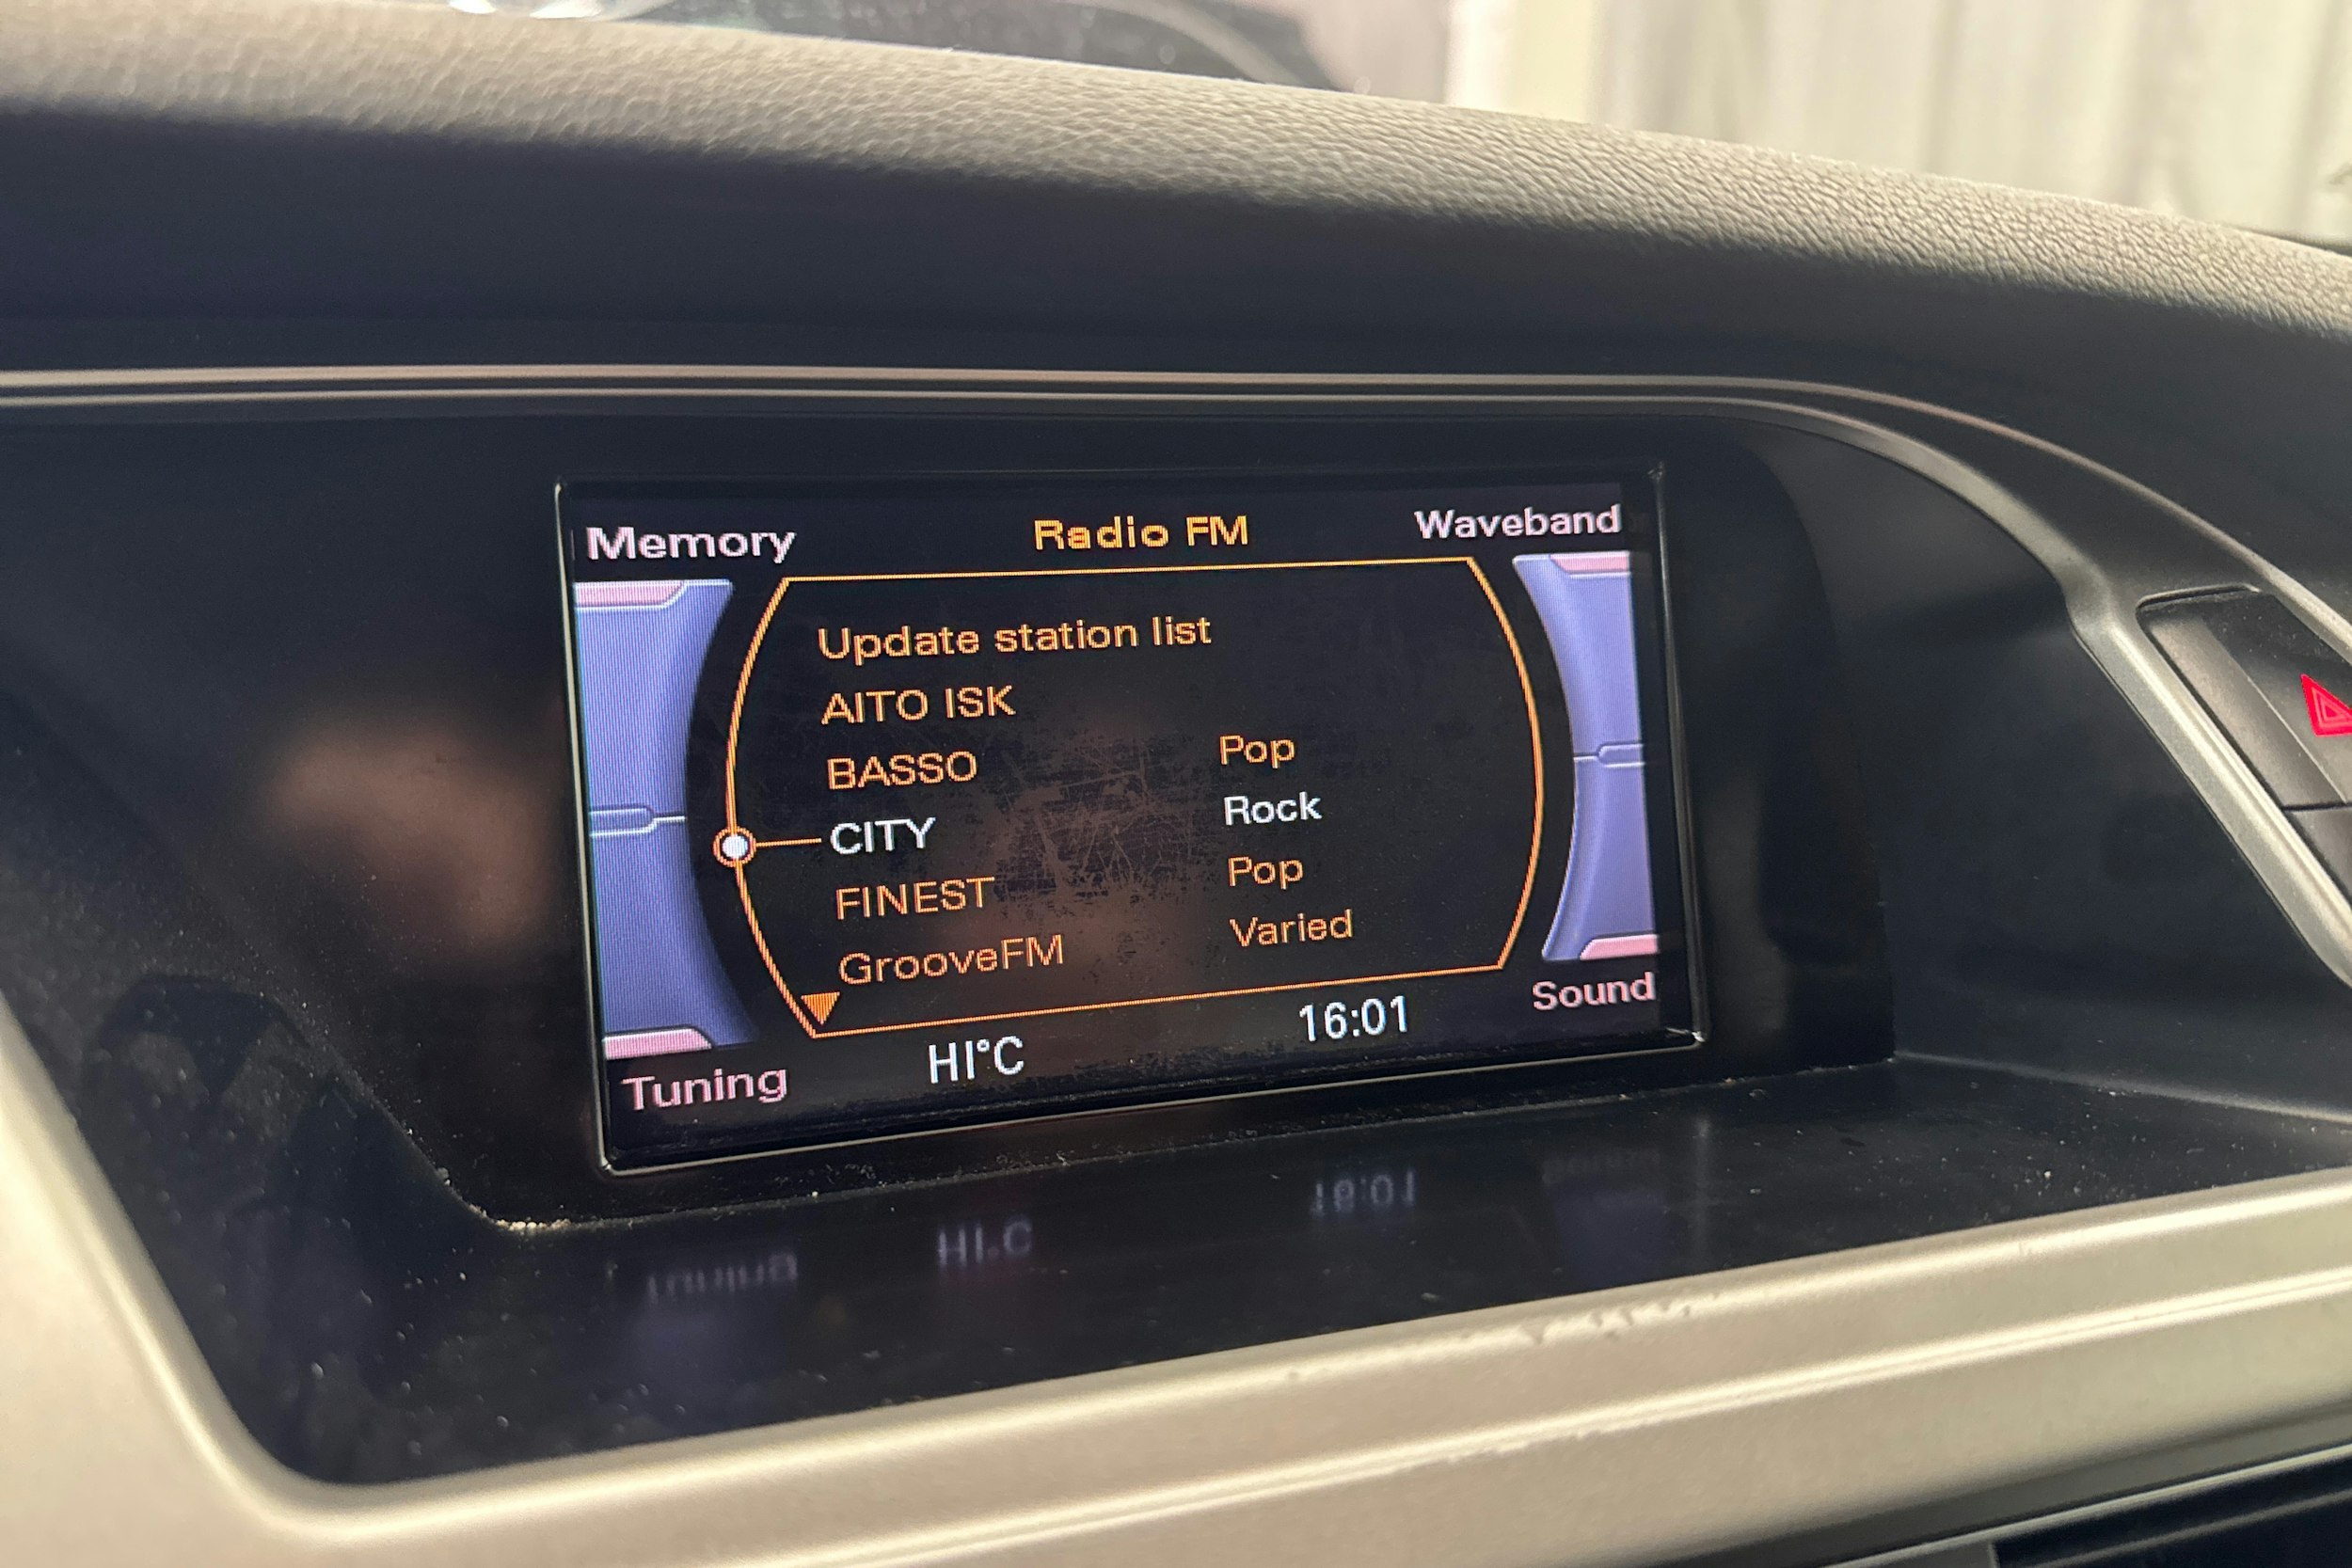 Memory Radio FM Waveband
Update station list
AITO ISK
BASSO Pop
CITY Rock
FINEST Pop
GrooveFM Varied
Tuning HI°C 16:01 Sound